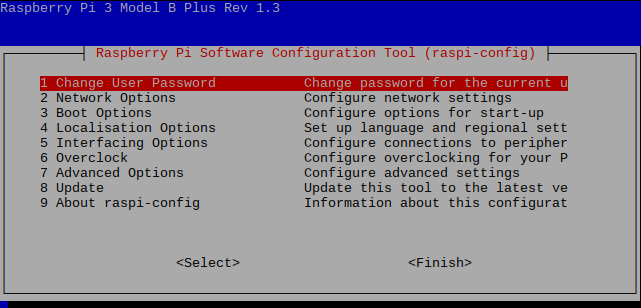 Raspberry Pi 3 Model B Plus Rev 1.3
Raspberry Pi Software Configuration Tool (raspi-config)
1 Change User Password Change password for the current u
2 Network Options Configure network settings
3 Boot Options Configure options for start-up
4 Localisation Options Set up language and regional sett
5 Interfacing Options Configure connections to peripher
6 Overclock Configure overclocking for your P
7 Advanced Options Configure advanced settings
8 Update Update this tool to the latest ve
9 About raspi-config Information about this configurat
<Select> <Finish>